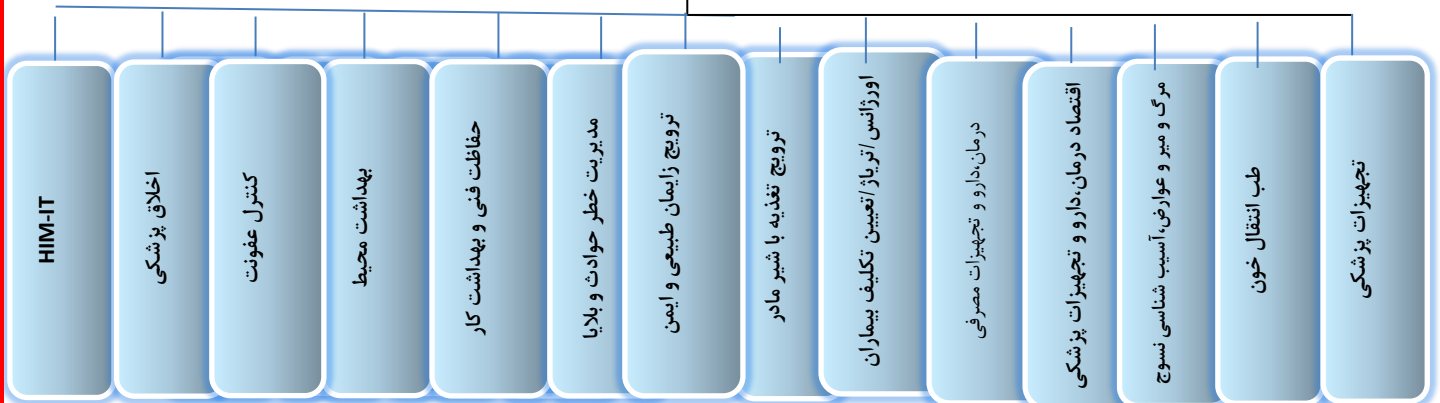 تجهیزات پزشکی
طب انتقال خون
مرگ و میر و عوارض،آسیب شناسی نسوج
اقتصاد درمان،دارو و تجهیزات پزشکی
درمان،دارو و تجهیزات مصرفی
اورژانس/تریاژ/تعیین تکلیف بیماران
ترویج تغذیه با شیر مادر
ترویج زایمان طبیعی و ایمن
مدیریت خطر حوادث و بلایا
حفاظت فنی و بهداشت کار
بهداشت محیط
کنترل عفونت
اخلاق پزشکی
HIM-IT